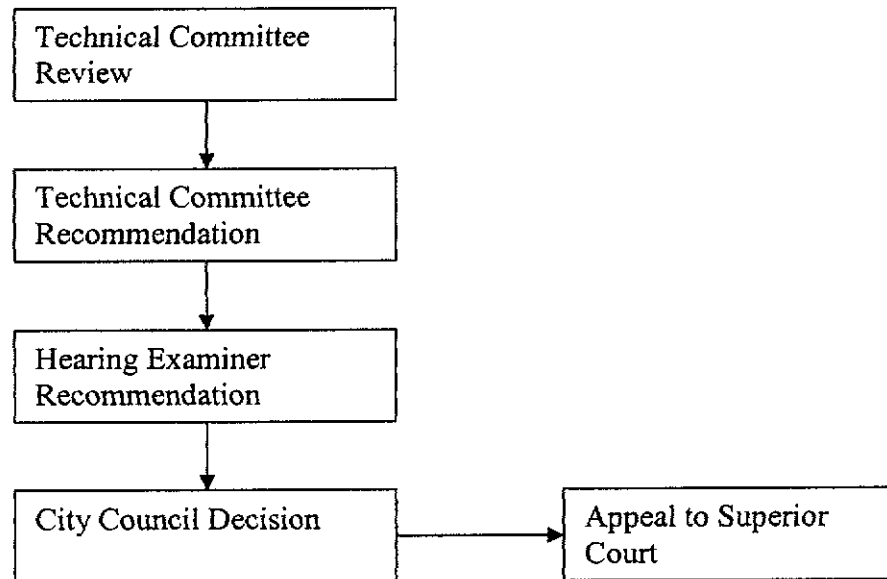 Technical Committee
Review
Technical Committee
Recommendation
Hearing Examiner
Recommendation
City Council Decision
Appeal to Superior
Court